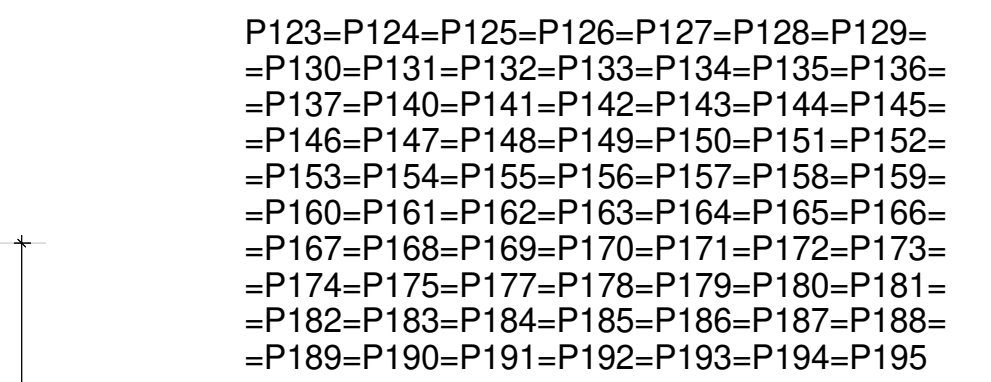 P123=P124=P125=P126=P127=P128=P129=
=P130=P131=P132=P133=P134=P135=P136=
=P137=P140=P141=P142=P143=P144=P145=
=P146=P147=P148=P149=P150=P151=P152=
=P153=P154=P155=P156=P157=P158=P159=
=P160=P161=P162=P163=P164=P165=P166=
=P167=P168=P169=P170=P171=P172=P173=
=P174=P175=P177=P178=P179=P180=P181=
=P182=P183=P184=P185=P186=P187=P188=
=P189=P190=P191=P192=P193=P194=P195